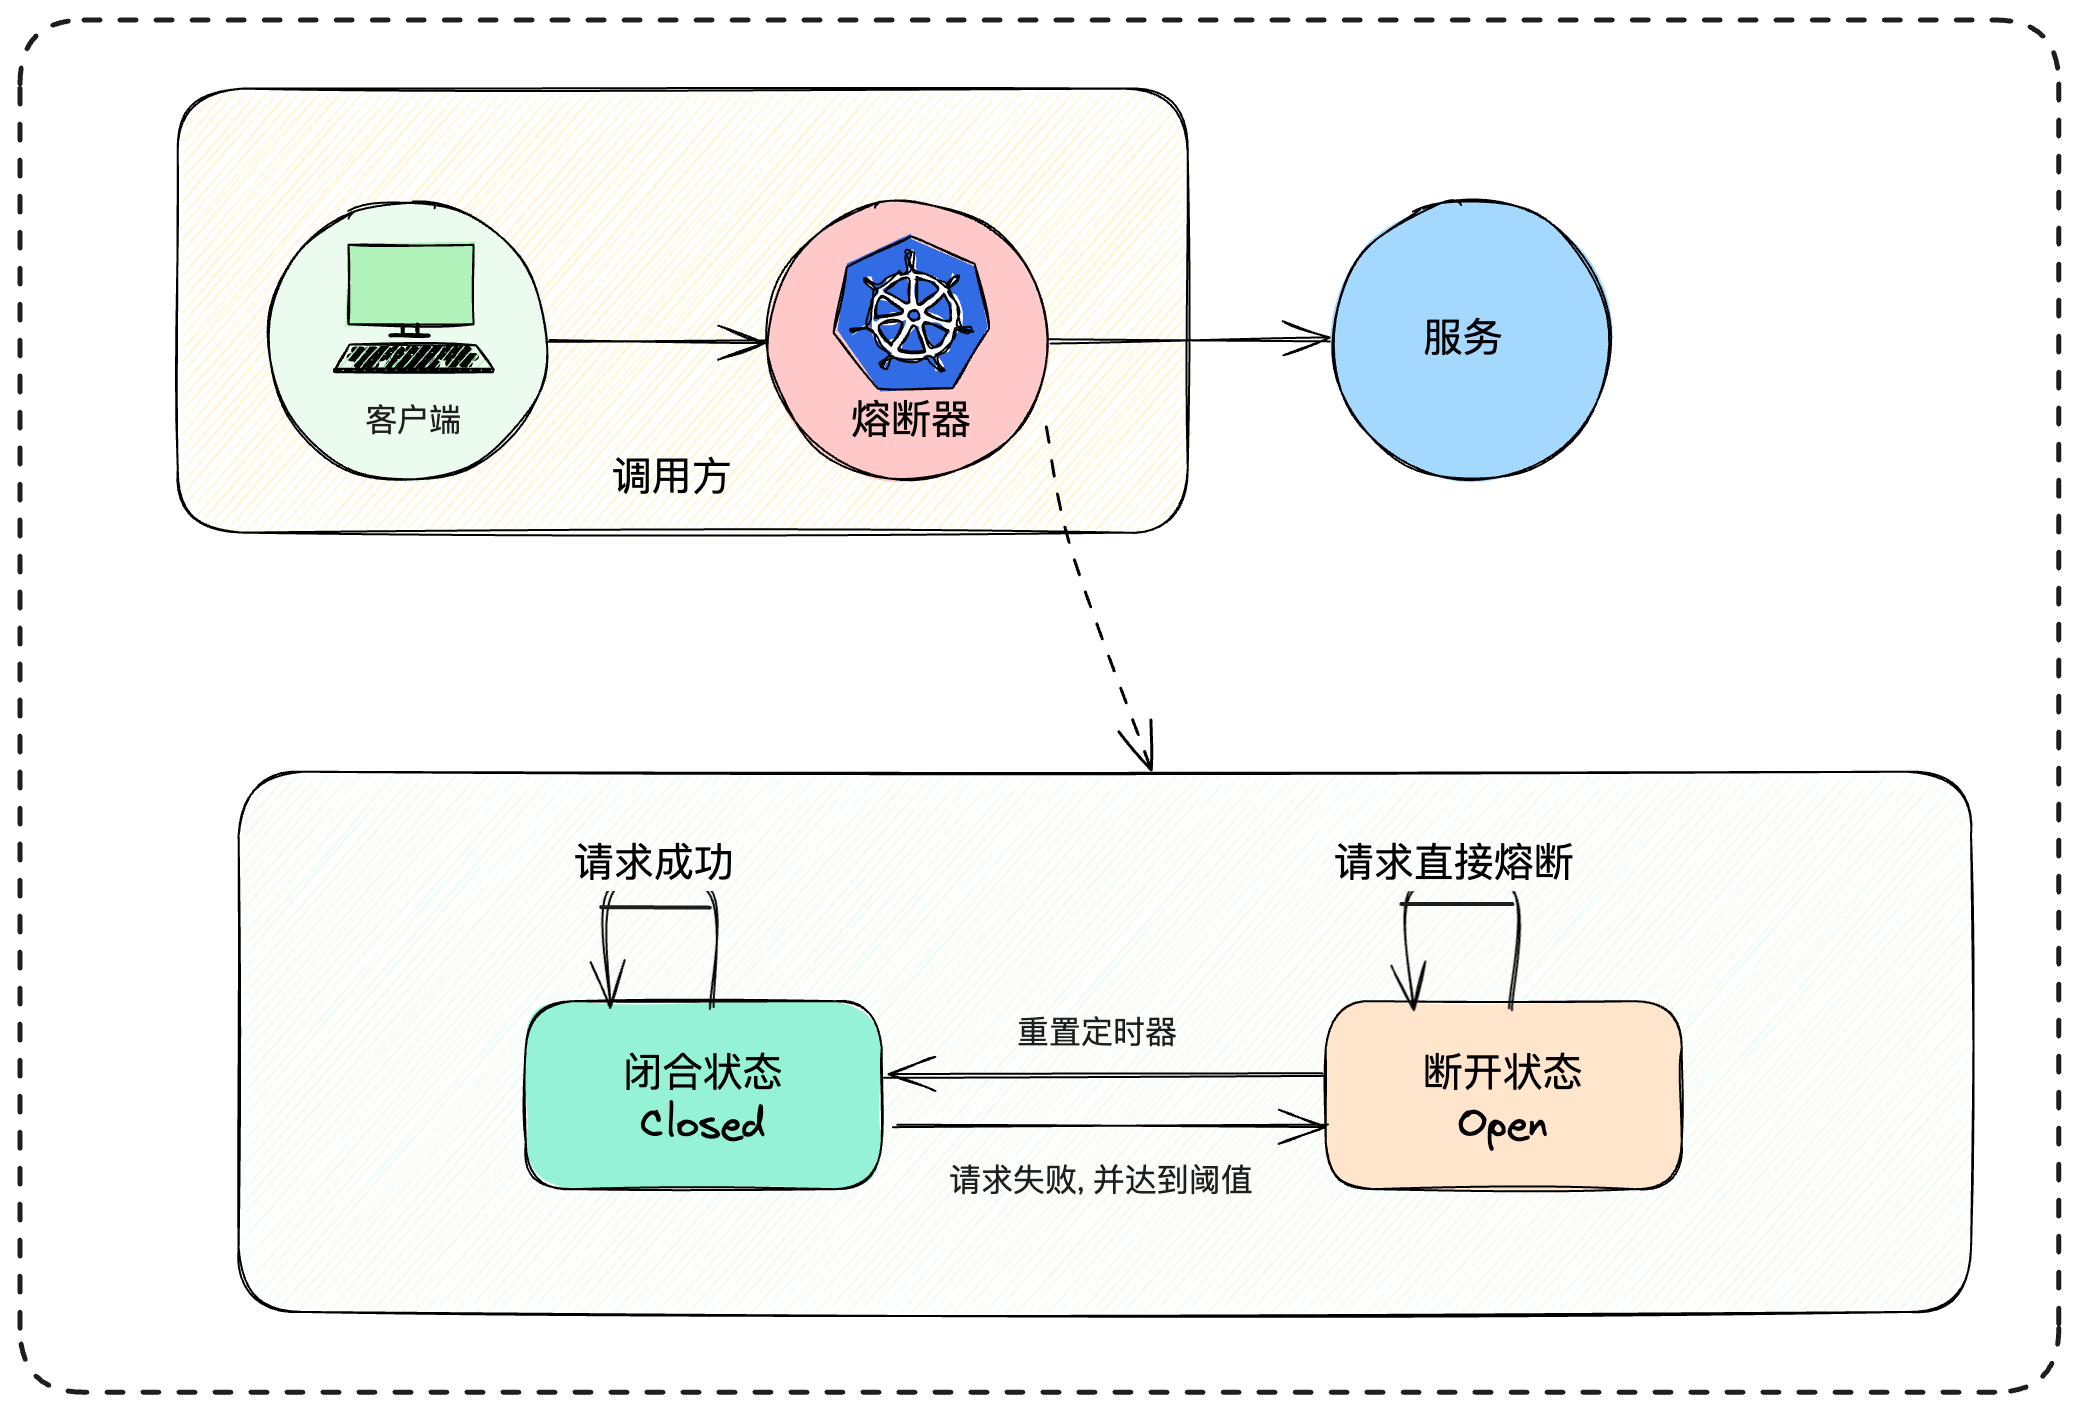 客户端
熔断器
服务
调用方
请求成功
请求直接熔断
重置定时器
闭合状态
Closed
断开状态
Open
请求失败, 并达到阈值